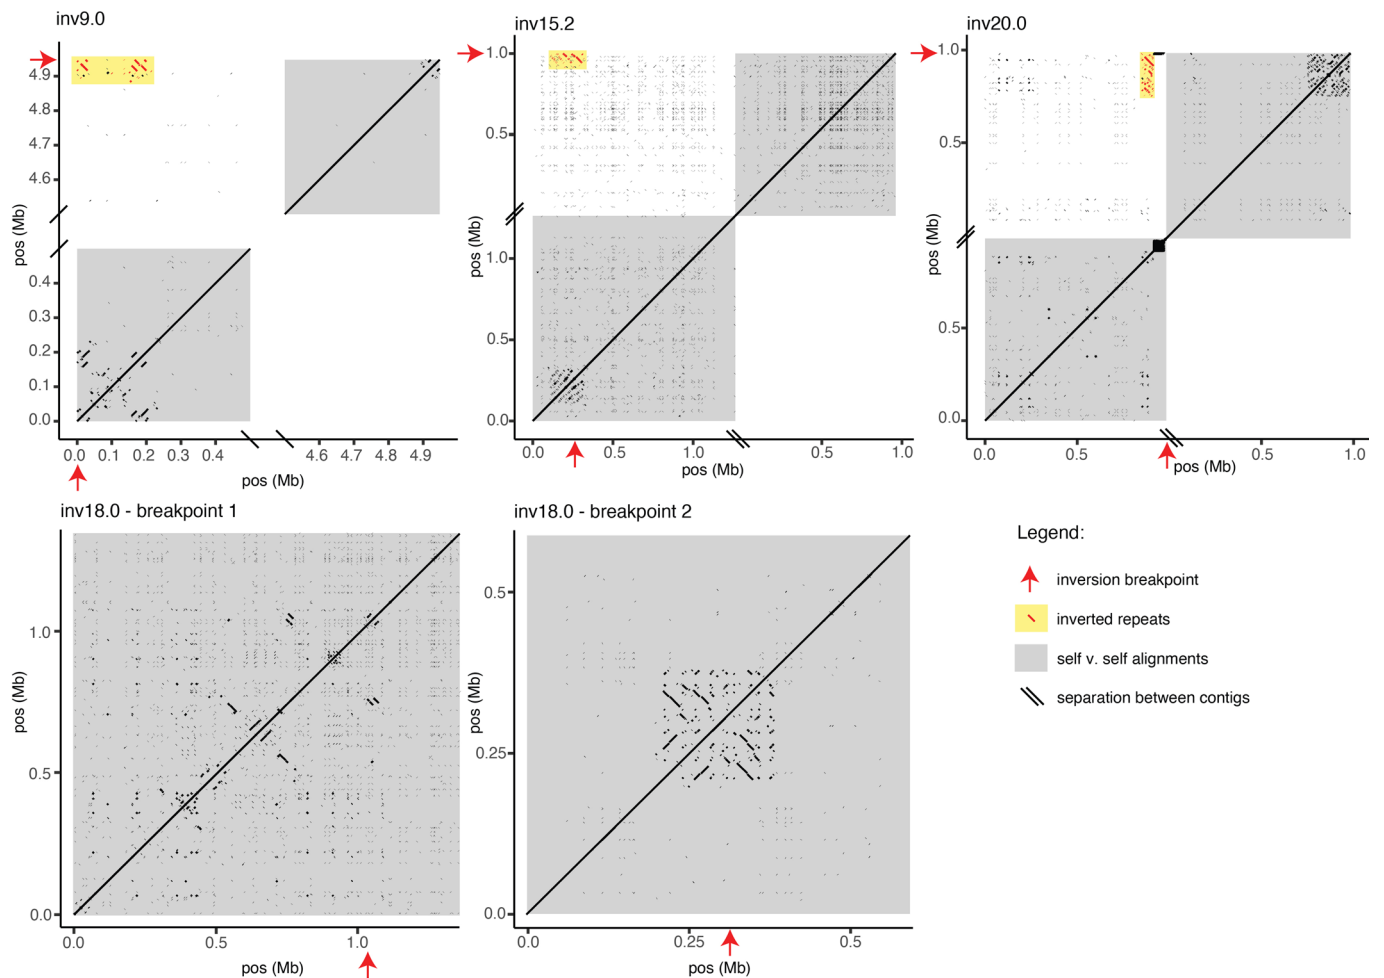 inv9.0
4.9
4.8
4.7
4.6
pos (Mb)
0.4
0.3
0.2
0.1
0.0
0.0 0.1 0.2 0.3 0.4 4.6 4.7 4.8 4.9
pos (Mb)
inv15.2
1.0
0.5
pos (Mb)
1.0
0.5
0.0
0.0 0.5 1.0 0.5 1.0
pos (Mb)
inv20.0
1.0
0.5
pos (Mb)
0.5
0.0
0.0 0.5 0.5 1.0
pos (Mb)
inv18.0 - breakpoint 1
1.0
pos (Mb)
0.5
0.0
0.0 0.5 1.0
pos (Mb)
inv18.0 - breakpoint 2
0.5
pos (Mb)
0.25
0.0
0.0 0.25 0.5
pos (Mb)
Legend:
inversion breakpoint
inverted repeats
self v. self alignments
separation between contigs